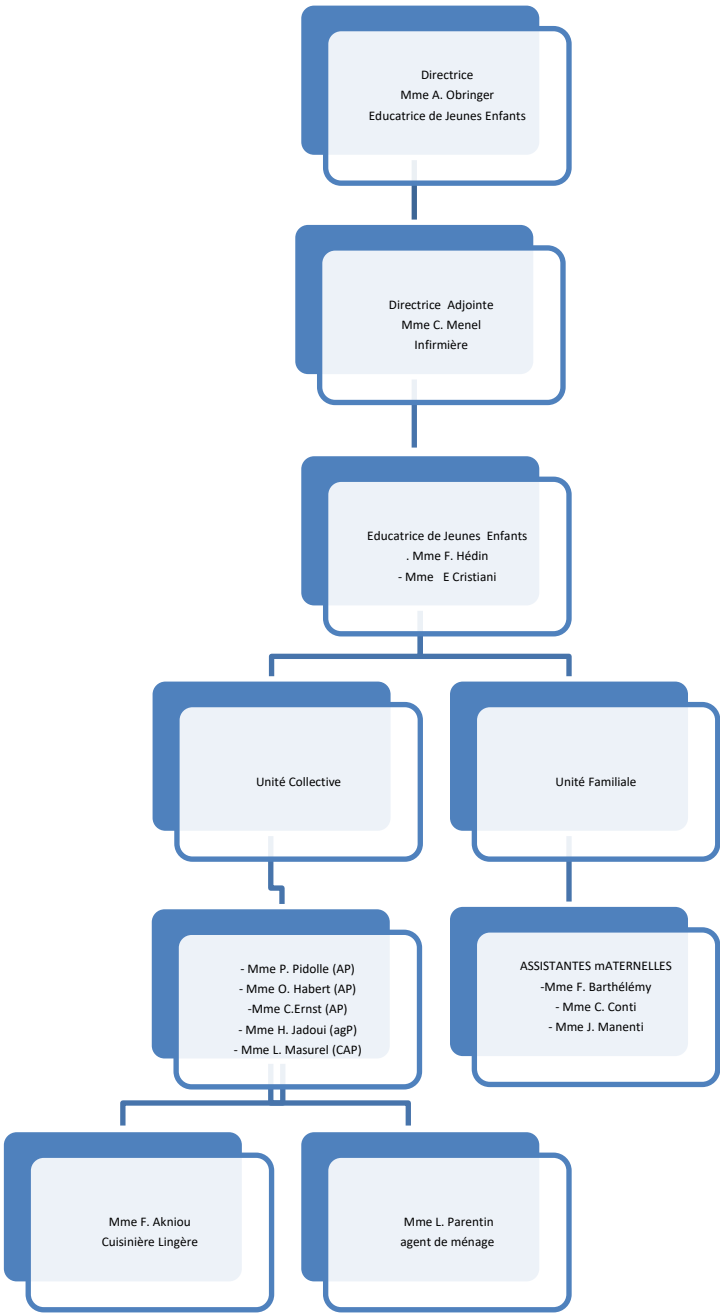 Directrice
Mme A. Obringer
Educatrice de Jeunes Enfants
Directrice Adjointe
Mme C. Menel
Infirmière
Educatrice de Jeunes Enfants
. Mme F. Hédin
- Mme E Cristiani
Unité Collective
Unité Familiale
- Mme P. Pidolle (AP)
- Mme O. Habert (AP)
-Mme C.Ernst (AP)
- Mme H. Jadoui (agP)
- Mme L. Masurel (CAP)
ASSISTANTES mATERNELLES
-Mme F. Barthélémy
- Mme C. Conti
- Mme J. Manenti
Mme F. Akniou
Cuisinière Lingère
Mme L. Parentin
agent de ménage